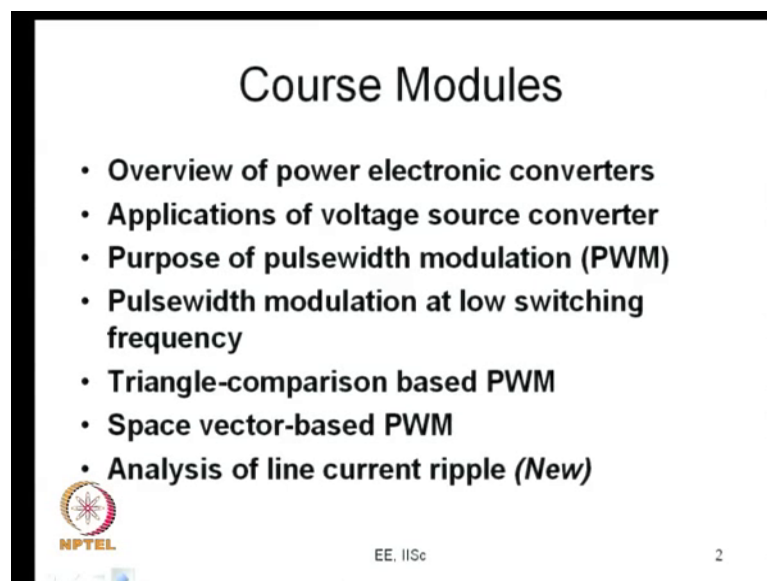 Course Modules
• Overview of power electronic converters
• Applications of voltage source converter
• Purpose of pulsewidth modulation (PWM)
• Pulsewidth modulation at low switching
frequency
• Triangle-comparison based PWM
• Space vector-based PWM
• Analysis of line current ripple (New)
NPTEL
EE, IISc
2